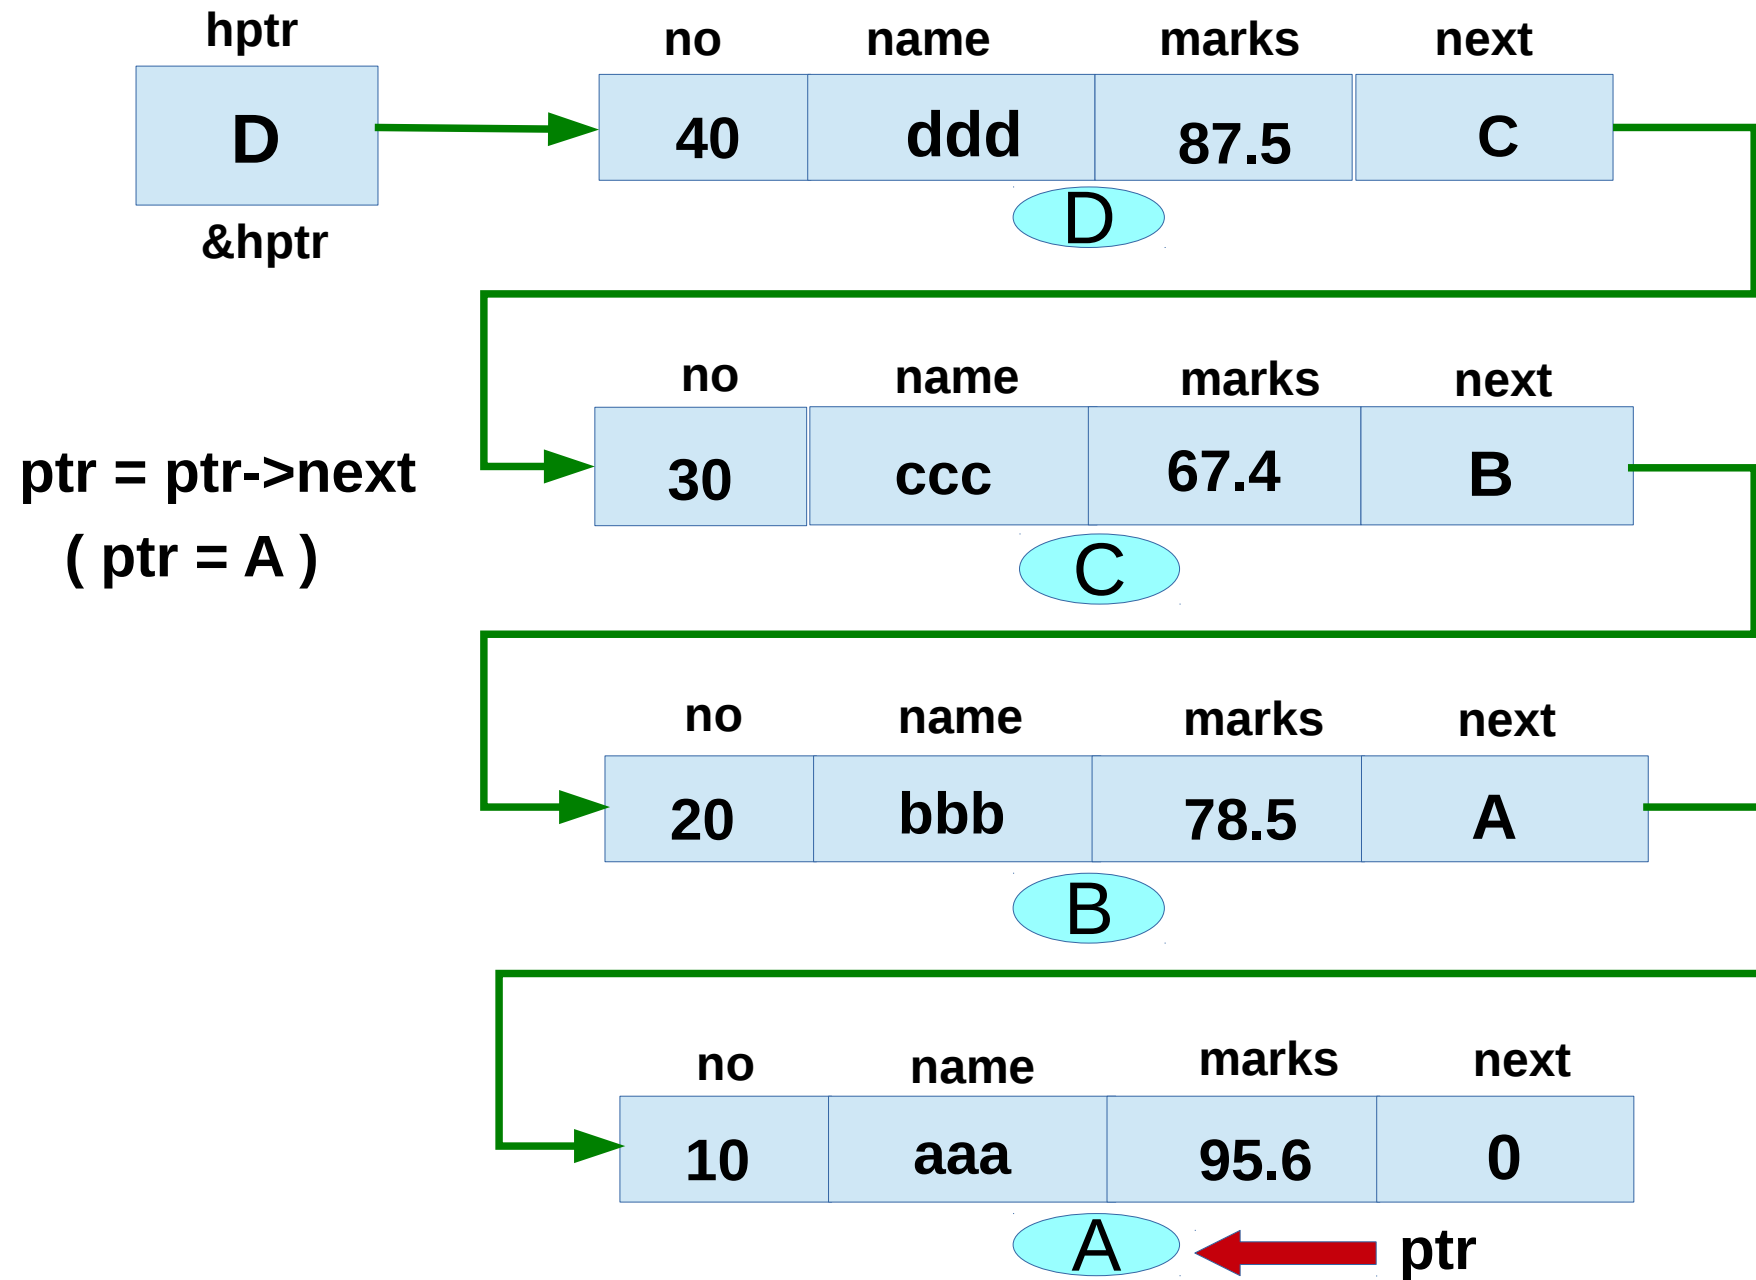 hptr
no name marks next
D
40 ddd 87.5 C
D
&hptr
no name marks next
30 ccc 67.4 B
C
ptr = ptr->next
( ptr = A )
no name marks next
20 bbb 78.5 A
B
no name marks next
10 aaa 95.6 0
A
ptr